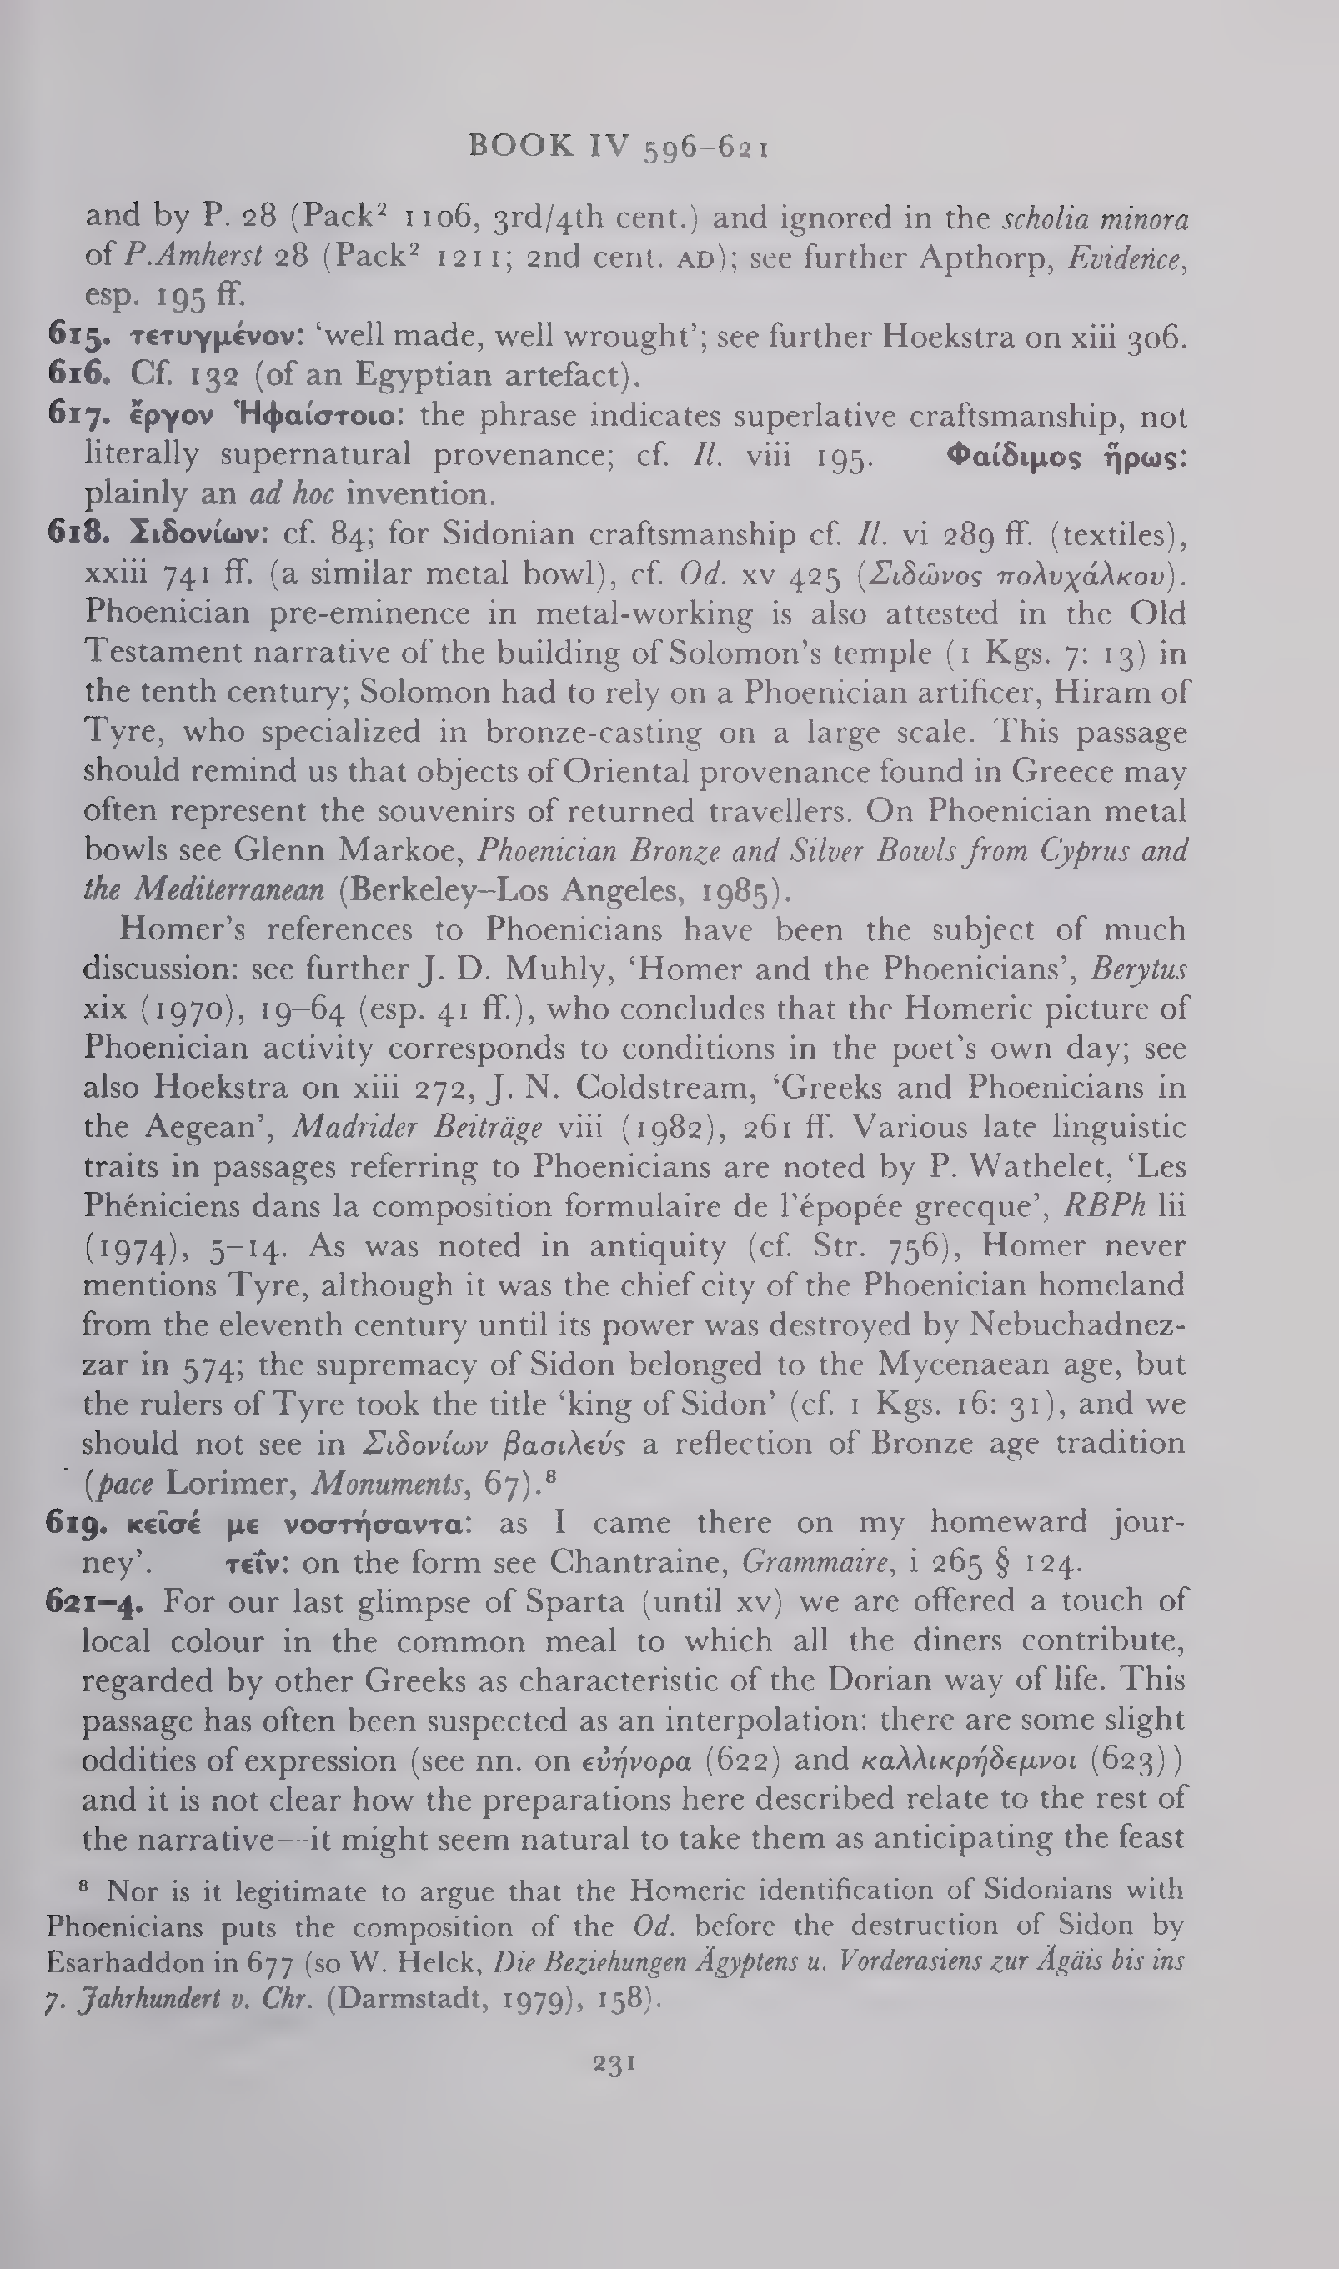 BOOK IV 596–621
and by P. 28 (Pack² 1106, 3rd/4th cent.) and ignored in the scholia minora
of P.Amherst 28 (Pack² 1211; 2nd cent. AD); see further Apthorp, Evidence,
esp. 195 ff.
615. τετυγμένον: ‘well made, well wrought’; see further Hoekstra on xiii 306.
616. Cf. 132 (of an Egyptian artefact).
617. ἔργον Ἡφαίστοιο: the phrase indicates superlative craftsmanship, not
literally supernatural provenance; cf. Il. viii 195. Φαίδιμος ἥρως:
plainly an ad hoc invention.
618. Σιδονίων: cf. 84; for Sidonian craftsmanship cf. Il. vi 289 ff. (textiles),
xxiii 741 ff. (a similar metal bowl), cf. Od. xv 425 (Σιδῶνος πολυχάλκου).
Phoenician pre-eminence in metal-working is also attested in the Old
Testament narrative of the building of Solomon’s temple (1 Kgs. 7: 13) in
the tenth century; Solomon had to rely on a Phoenician artificer, Hiram of
Tyre, who specialized in bronze-casting on a large scale. This passage
should remind us that objects of Oriental provenance found in Greece may
often represent the souvenirs of returned travellers. On Phoenician metal
bowls see Glenn Markoe, Phoenician Bronze and Silver Bowls from Cyprus and
the Mediterranean (Berkeley–Los Angeles, 1985).
Homer’s references to Phoenicians have been the subject of much
discussion: see further J. D. Muhly, ‘Homer and the Phoenicians’, Berytus
xix (1970), 19–64 (esp. 41 ff.), who concludes that the Homeric picture of
Phoenician activity corresponds to conditions in the poet’s own day; see
also Hoekstra on xiii 272, J. N. Coldstream, ‘Greeks and Phoenicians in
the Aegean’, Madrider Beiträge viii (1982), 261 ff. Various late linguistic
traits in passages referring to Phoenicians are noted by P. Wathelet, ‘Les
Phéniciens dans la composition formulaire de l’épopée grecque’, RBPh lii
(1974), 5–14. As was noted in antiquity (cf. Str. 756), Homer never
mentions Tyre, although it was the chief city of the Phoenician homeland
from the eleventh century until its power was destroyed by Nebuchadnez-
zar in 574; the supremacy of Sidon belonged to the Mycenaean age, but
the rulers of Tyre took the title ‘king of Sidon’ (cf. 1 Kgs. 16: 31), and we
should not see in Σιδονίων βασιλεύς a reflection of Bronze age tradition
(pace Lorimer, Monuments, 67).⁸
619. κεῖσέ με νοστήσαντα: as I came there on my homeward jour-
ney’. τεΐν: on the form see Chantraine, Grammaire, i 265 § 124.
621–4. For our last glimpse of Sparta (until xv) we are offered a touch of
local colour in the common meal to which all the diners contribute,
regarded by other Greeks as characteristic of the Dorian way of life. This
passage has often been suspected as an interpolation: there are some slight
oddities of expression (see nn. on εὐήνορα (622) and καλλικρήδεμνοι (623))
and it is not clear how the preparations here described relate to the rest of
the narrative—it might seem natural to take them as anticipating the feast
⁸ Nor is it legitimate to argue that the Homeric identification of Sidonians with
Phoenicians puts the composition of the Od. before the destruction of Sidon by
Esarhaddon in 677 (so W. Helck, Die Beziehungen Ägyptens u. Vorderasiens zur Ägäis bis ins
7. Jahrhundert v. Chr. (Darmstadt, 1979), 158).
231